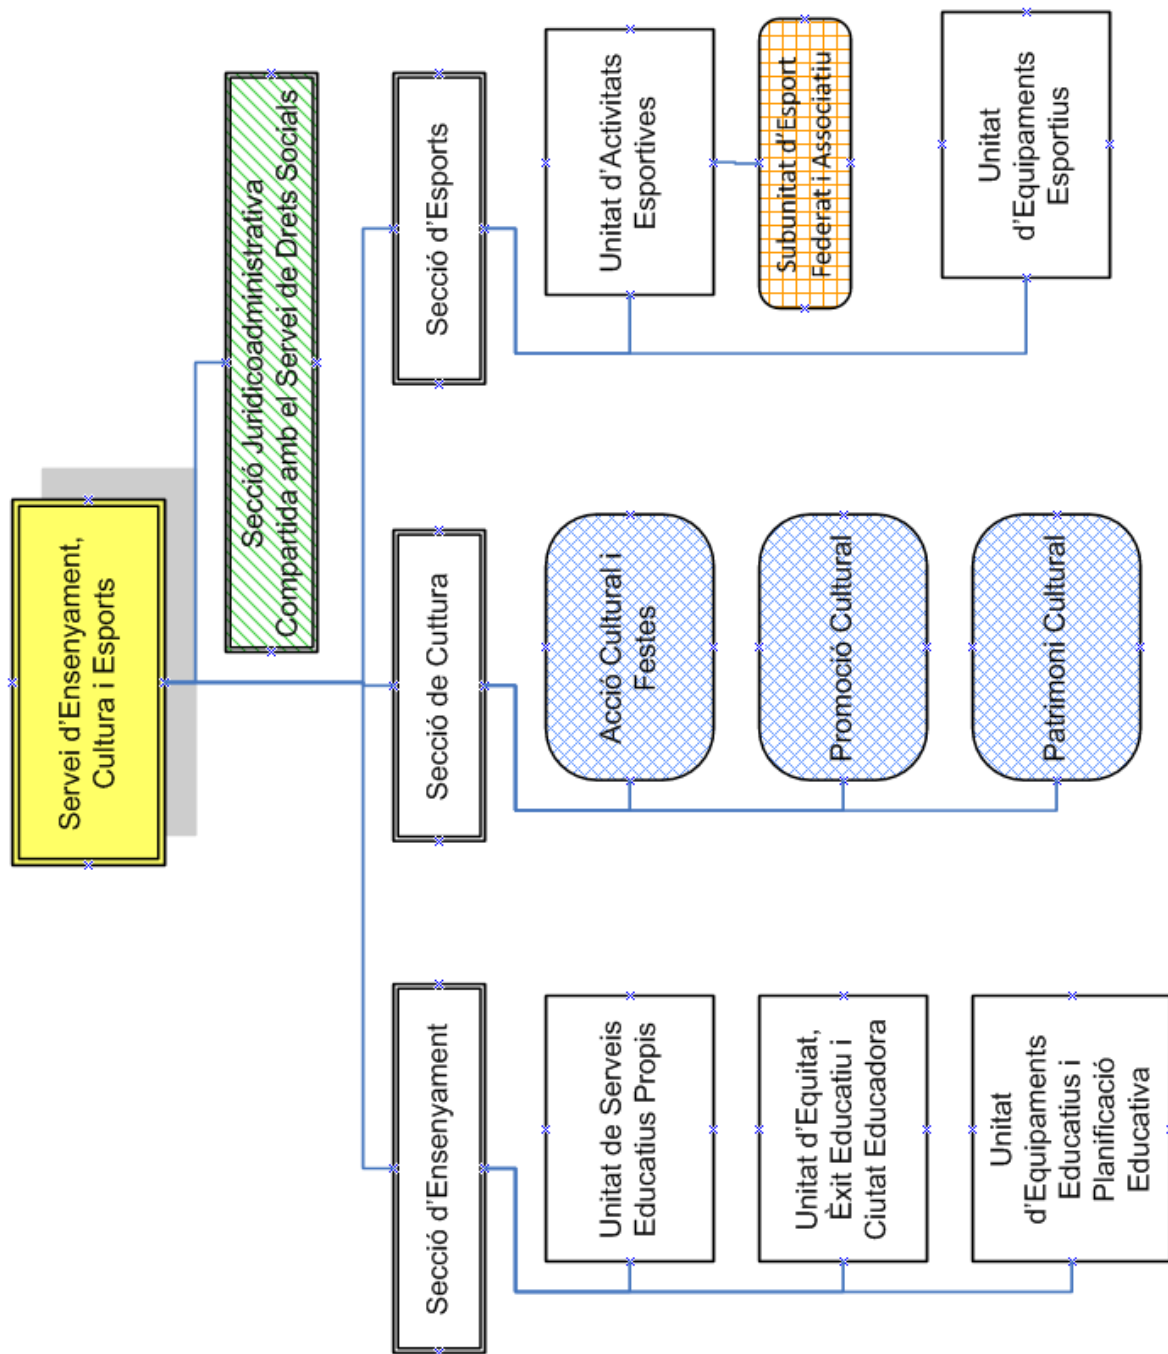 Servei d'Ensenyament,
Cultura i Esports
Secció Juridicoadministrativa
Compartida amb el Servei de Drets Socials
Secció d'Ensenyament
Secció de Cuttura
Secció d'Esports
Unitat de Serveis
Educatius Propis
Unitat d'Equitat,
Èxit Educatiu i
Ciutat Educadora
Unitat
d'Equipaments
Educatius i
Planificació
Educativa
Acció Cultural i
Festes
Promoció Cultural
Patrimoni Cultural
Unitat d'Activitats
Esportives
Subunitat d'Esport
Federat i Associatiu
Unitat
d'Equipaments
Esportius